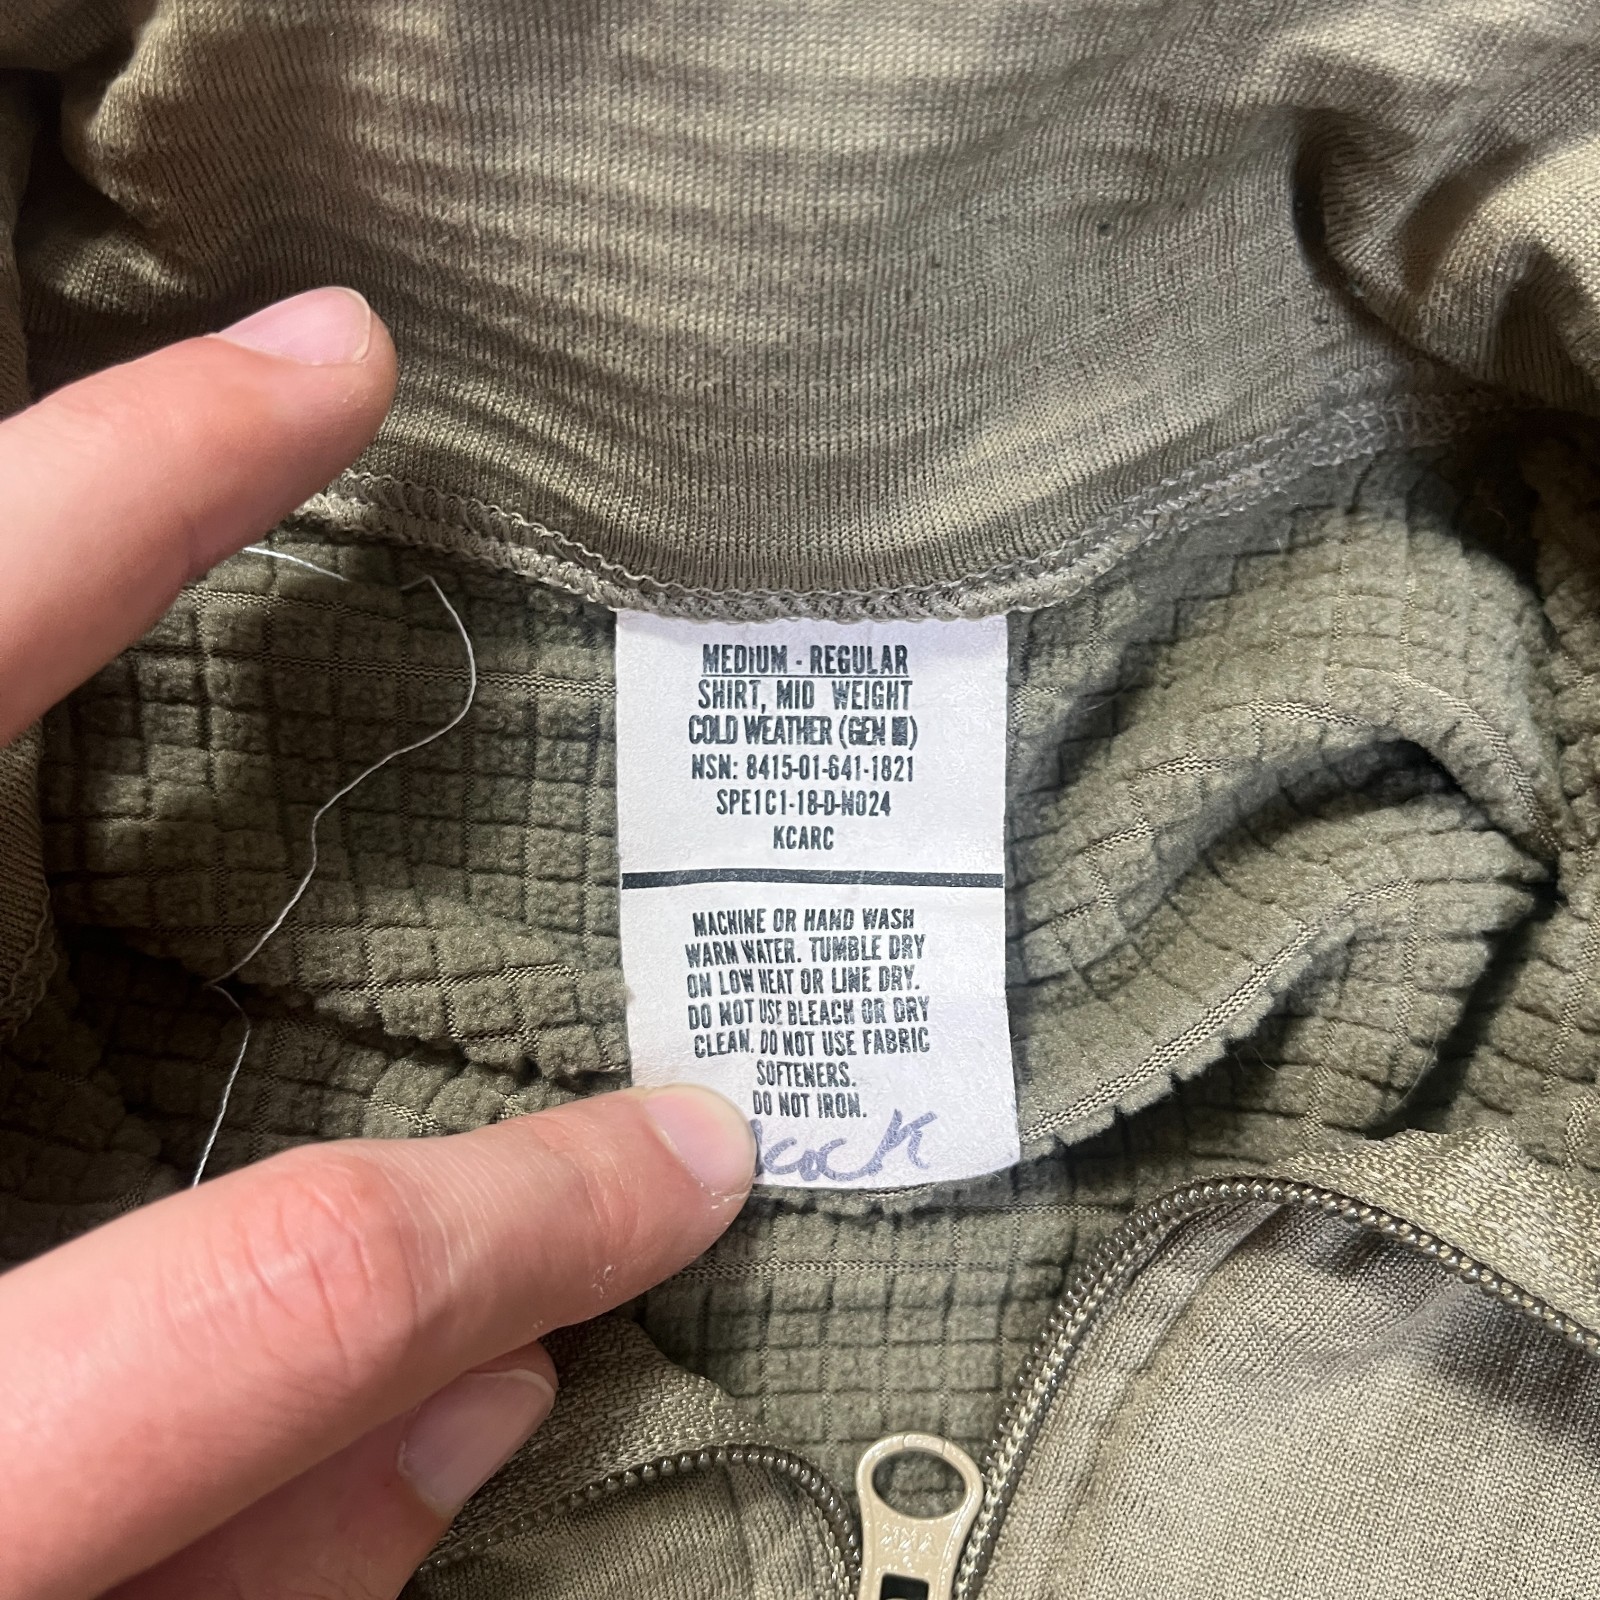 MEDIUM - REGULAR
SHIRT, MID WEIGHT
COLD WEATHER (GEN III)
NSN: 8415-01-641-1821
SPE1C1-18-D-N024
KCARC
MACHINE OR HAND WASH
WARM WATER. TUMBLE DRY
ON LOW HEAT OR LINE DRY.
DO NOT USE BLEACH OR DRY
CLEAN. DO NOT USE FABRIC
SOFTENERS.
DO NOT IRON.